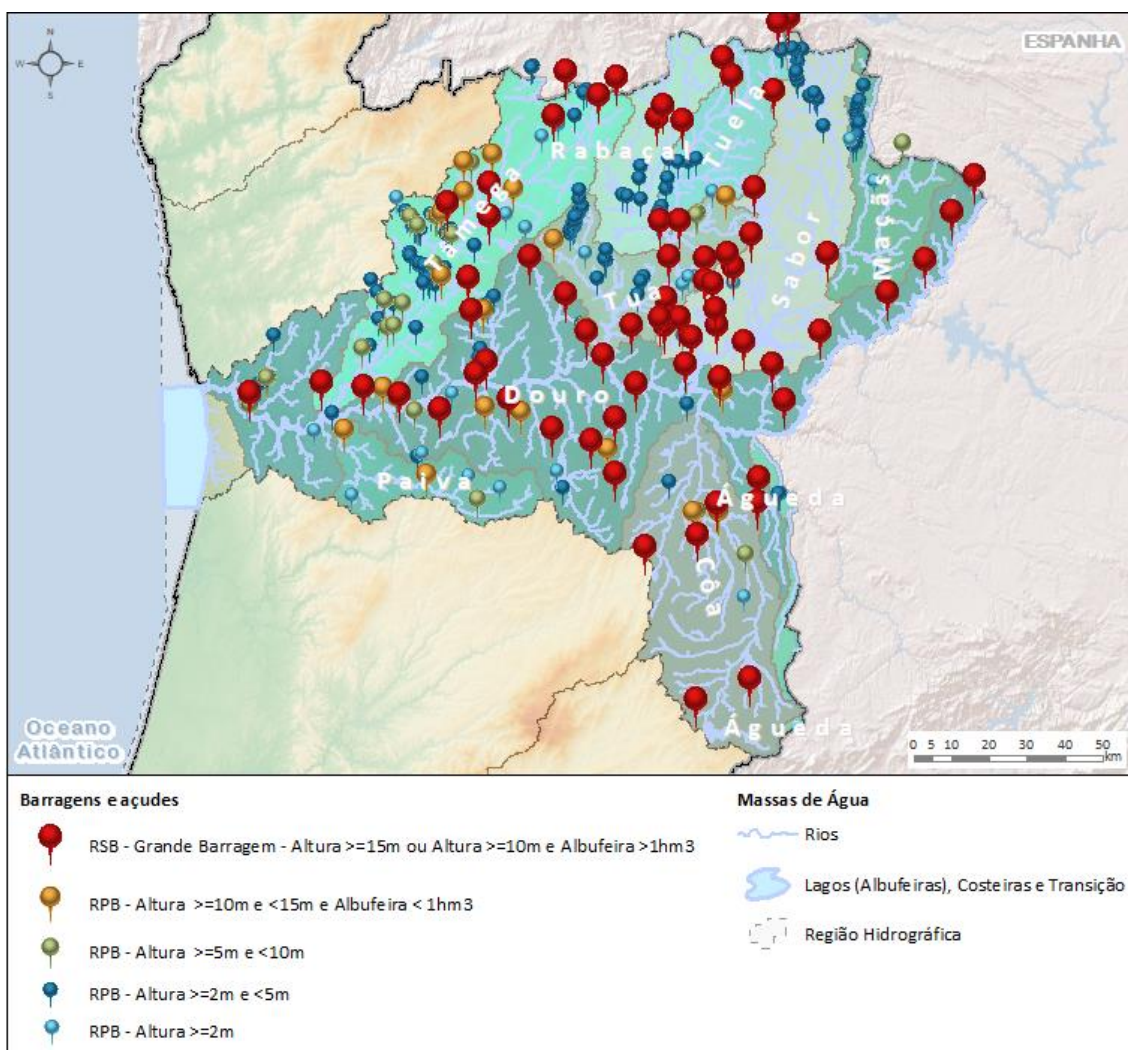 N
W
E
S
ESPANHA
Tuela
Rabaçal
Tamega
Maçãs
Sabor
Tua
Douro
Paiva
Águeda
Côa
Oceano
Atlântico
Águeda
0 5 10 20 30 40 50
km
Barragens e açudes
RSB - Grande Barragem - Altura >=15m ou Altura >=10m e Albufeira >1hm3
RPB - Altura >=10m e <15m e Albufeira < 1hm3
RPB - Altura >=5m e <10m
RPB - Altura >=2m e <5m
RPB - Altura >=2m
Massas de Água
Rios
Lagos (Albufeiras), Costeiras e Transição
Região Hidrográfica